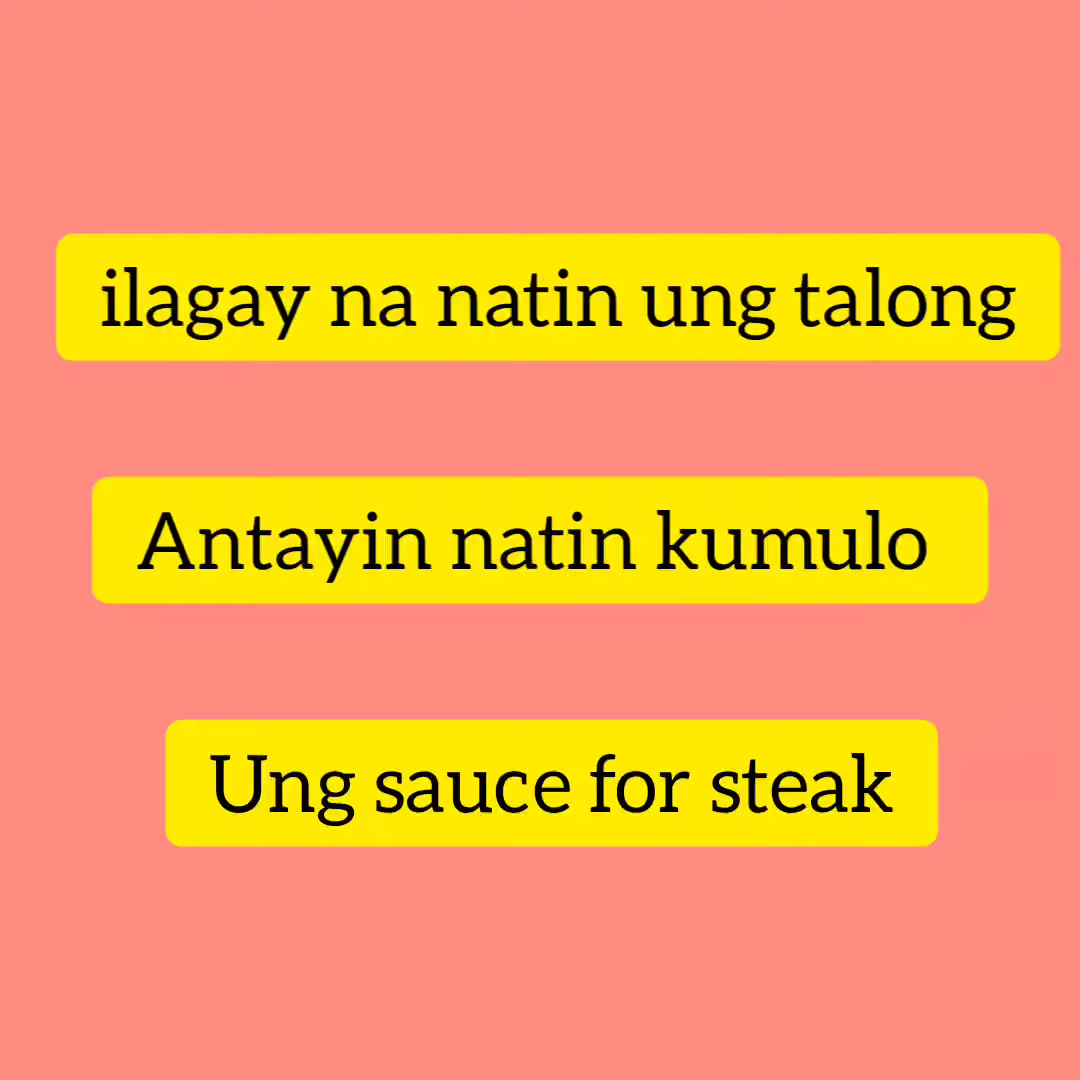 ilagay na natin ung talong
Antayin natin kumulo
Ung sauce for steak